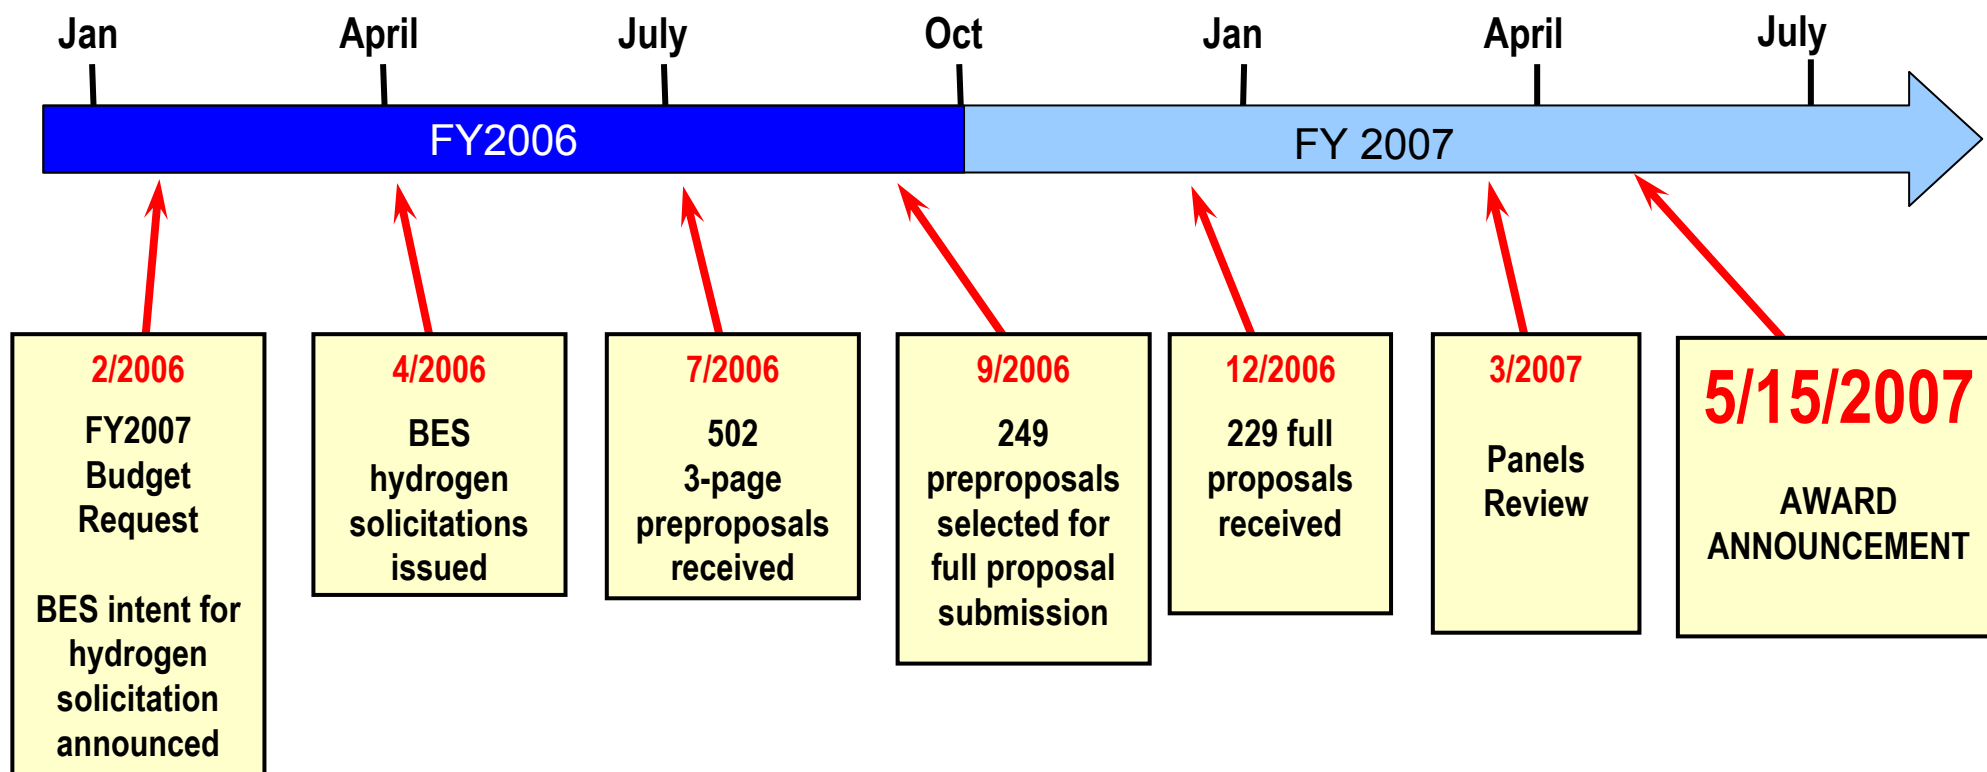 Jan
April
July
Oct
Jan
April
July
FY2006
FY 2007
2/2006
FY2007
Budget
Request
BES intent for
hydrogen
solicitation
announced
4/2006
BES
hydrogen
solicitations
issued
7/2006
502
3-page
preproposals
received
9/2006
249
preproposals
selected for
full proposal
submission
12/2006
229 full
proposals
received
3/2007
Panels
Review
5/15/2007
AWARD
ANNOUNCEMENT